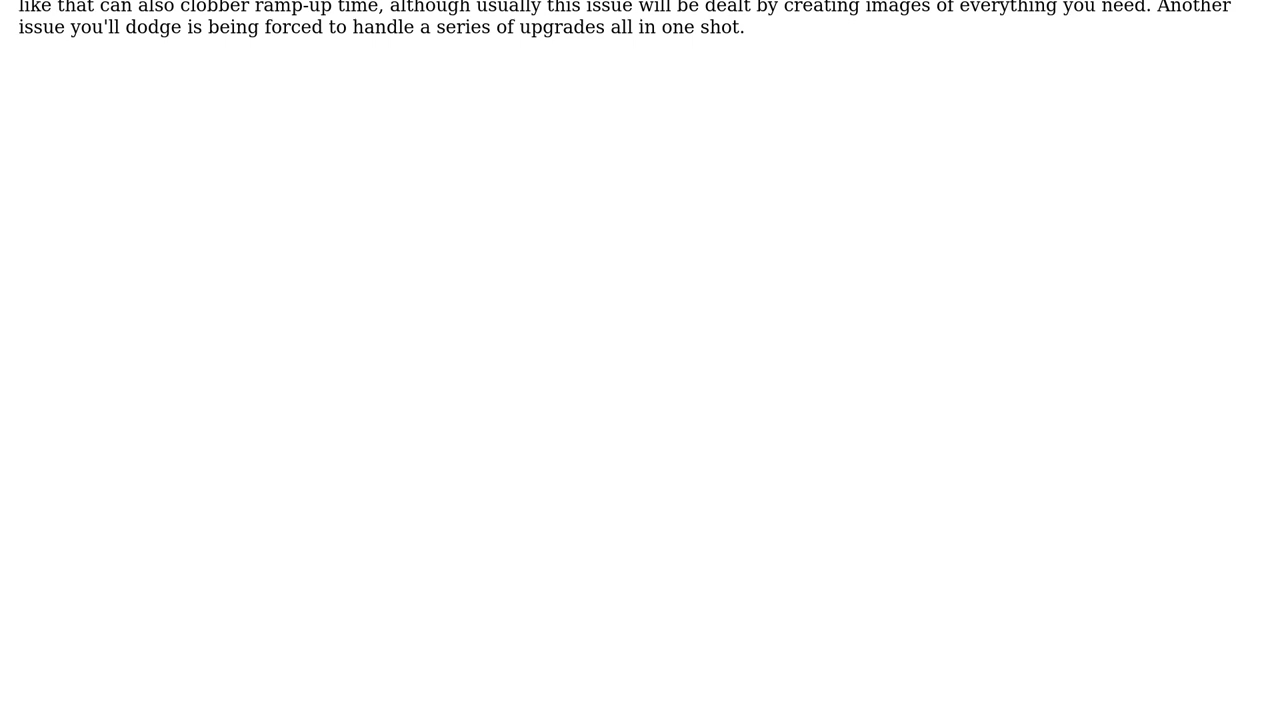 like that can also clobber ramp-up time, although usually this issue will be dealt by creating images of everything you need. Another
issue you'll dodge is being forced to handle a series of upgrades all in one shot.